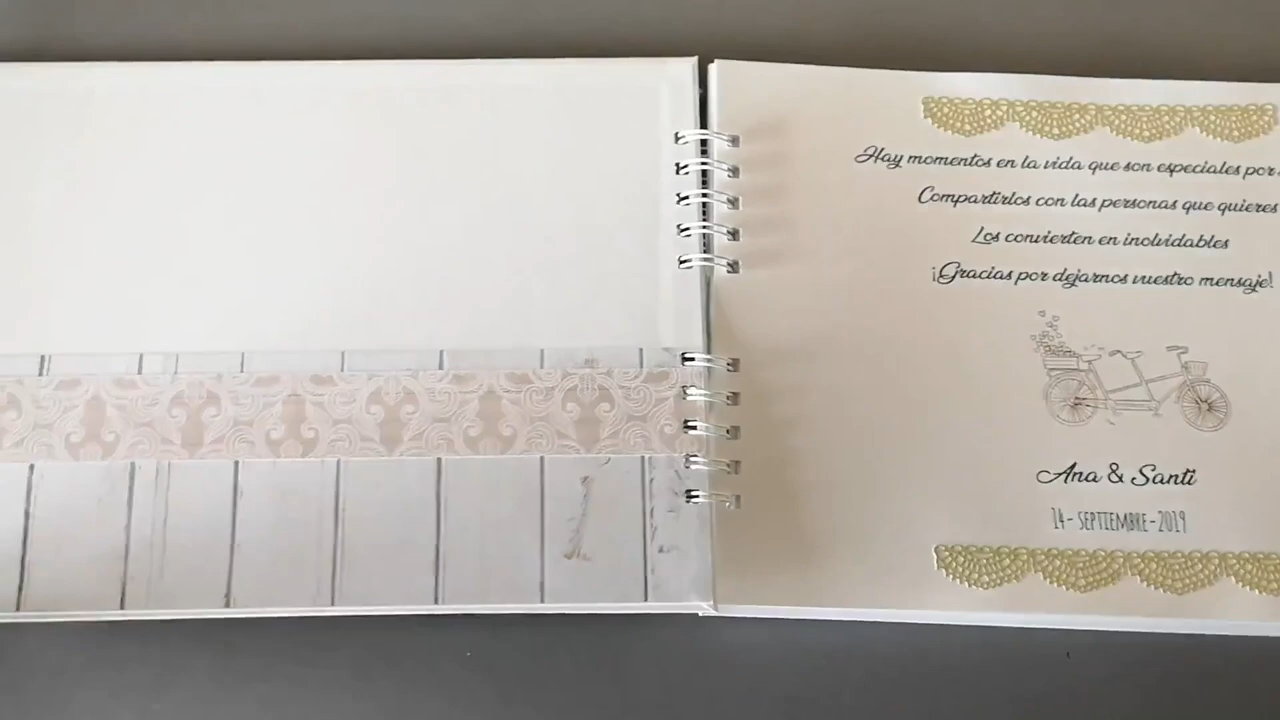 Hay momentos en la vida que son especiales por
Compartirlos con las personas que quieres
Los convierten en inolvidables
¡Gracias por dejarnos vuestro mensaje!
Ana & Santi
14- SEPTIEMBRE-2019